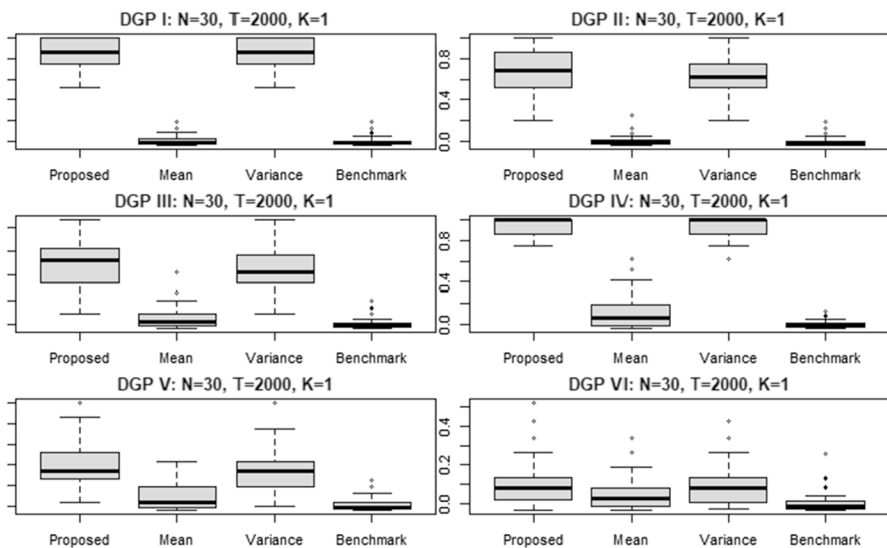 DGP I: N=30, T=2000, K=1
DGP II: N=30, T=2000, K=1
0.0 0.4 0.8
Proposed Mean Variance Benchmark
Proposed Mean Variance Benchmark
DGP III: N=30, T=2000, K=1
DGP IV: N=30, T=2000, K=1
0.0 0.4 0.8
Proposed Mean Variance Benchmark
Proposed Mean Variance Benchmark
DGP V: N=30, T=2000, K=1
DGP VI: N=30, T=2000, K=1
0.0 0.2 0.4
Proposed Mean Variance Benchmark
Proposed Mean Variance Benchmark